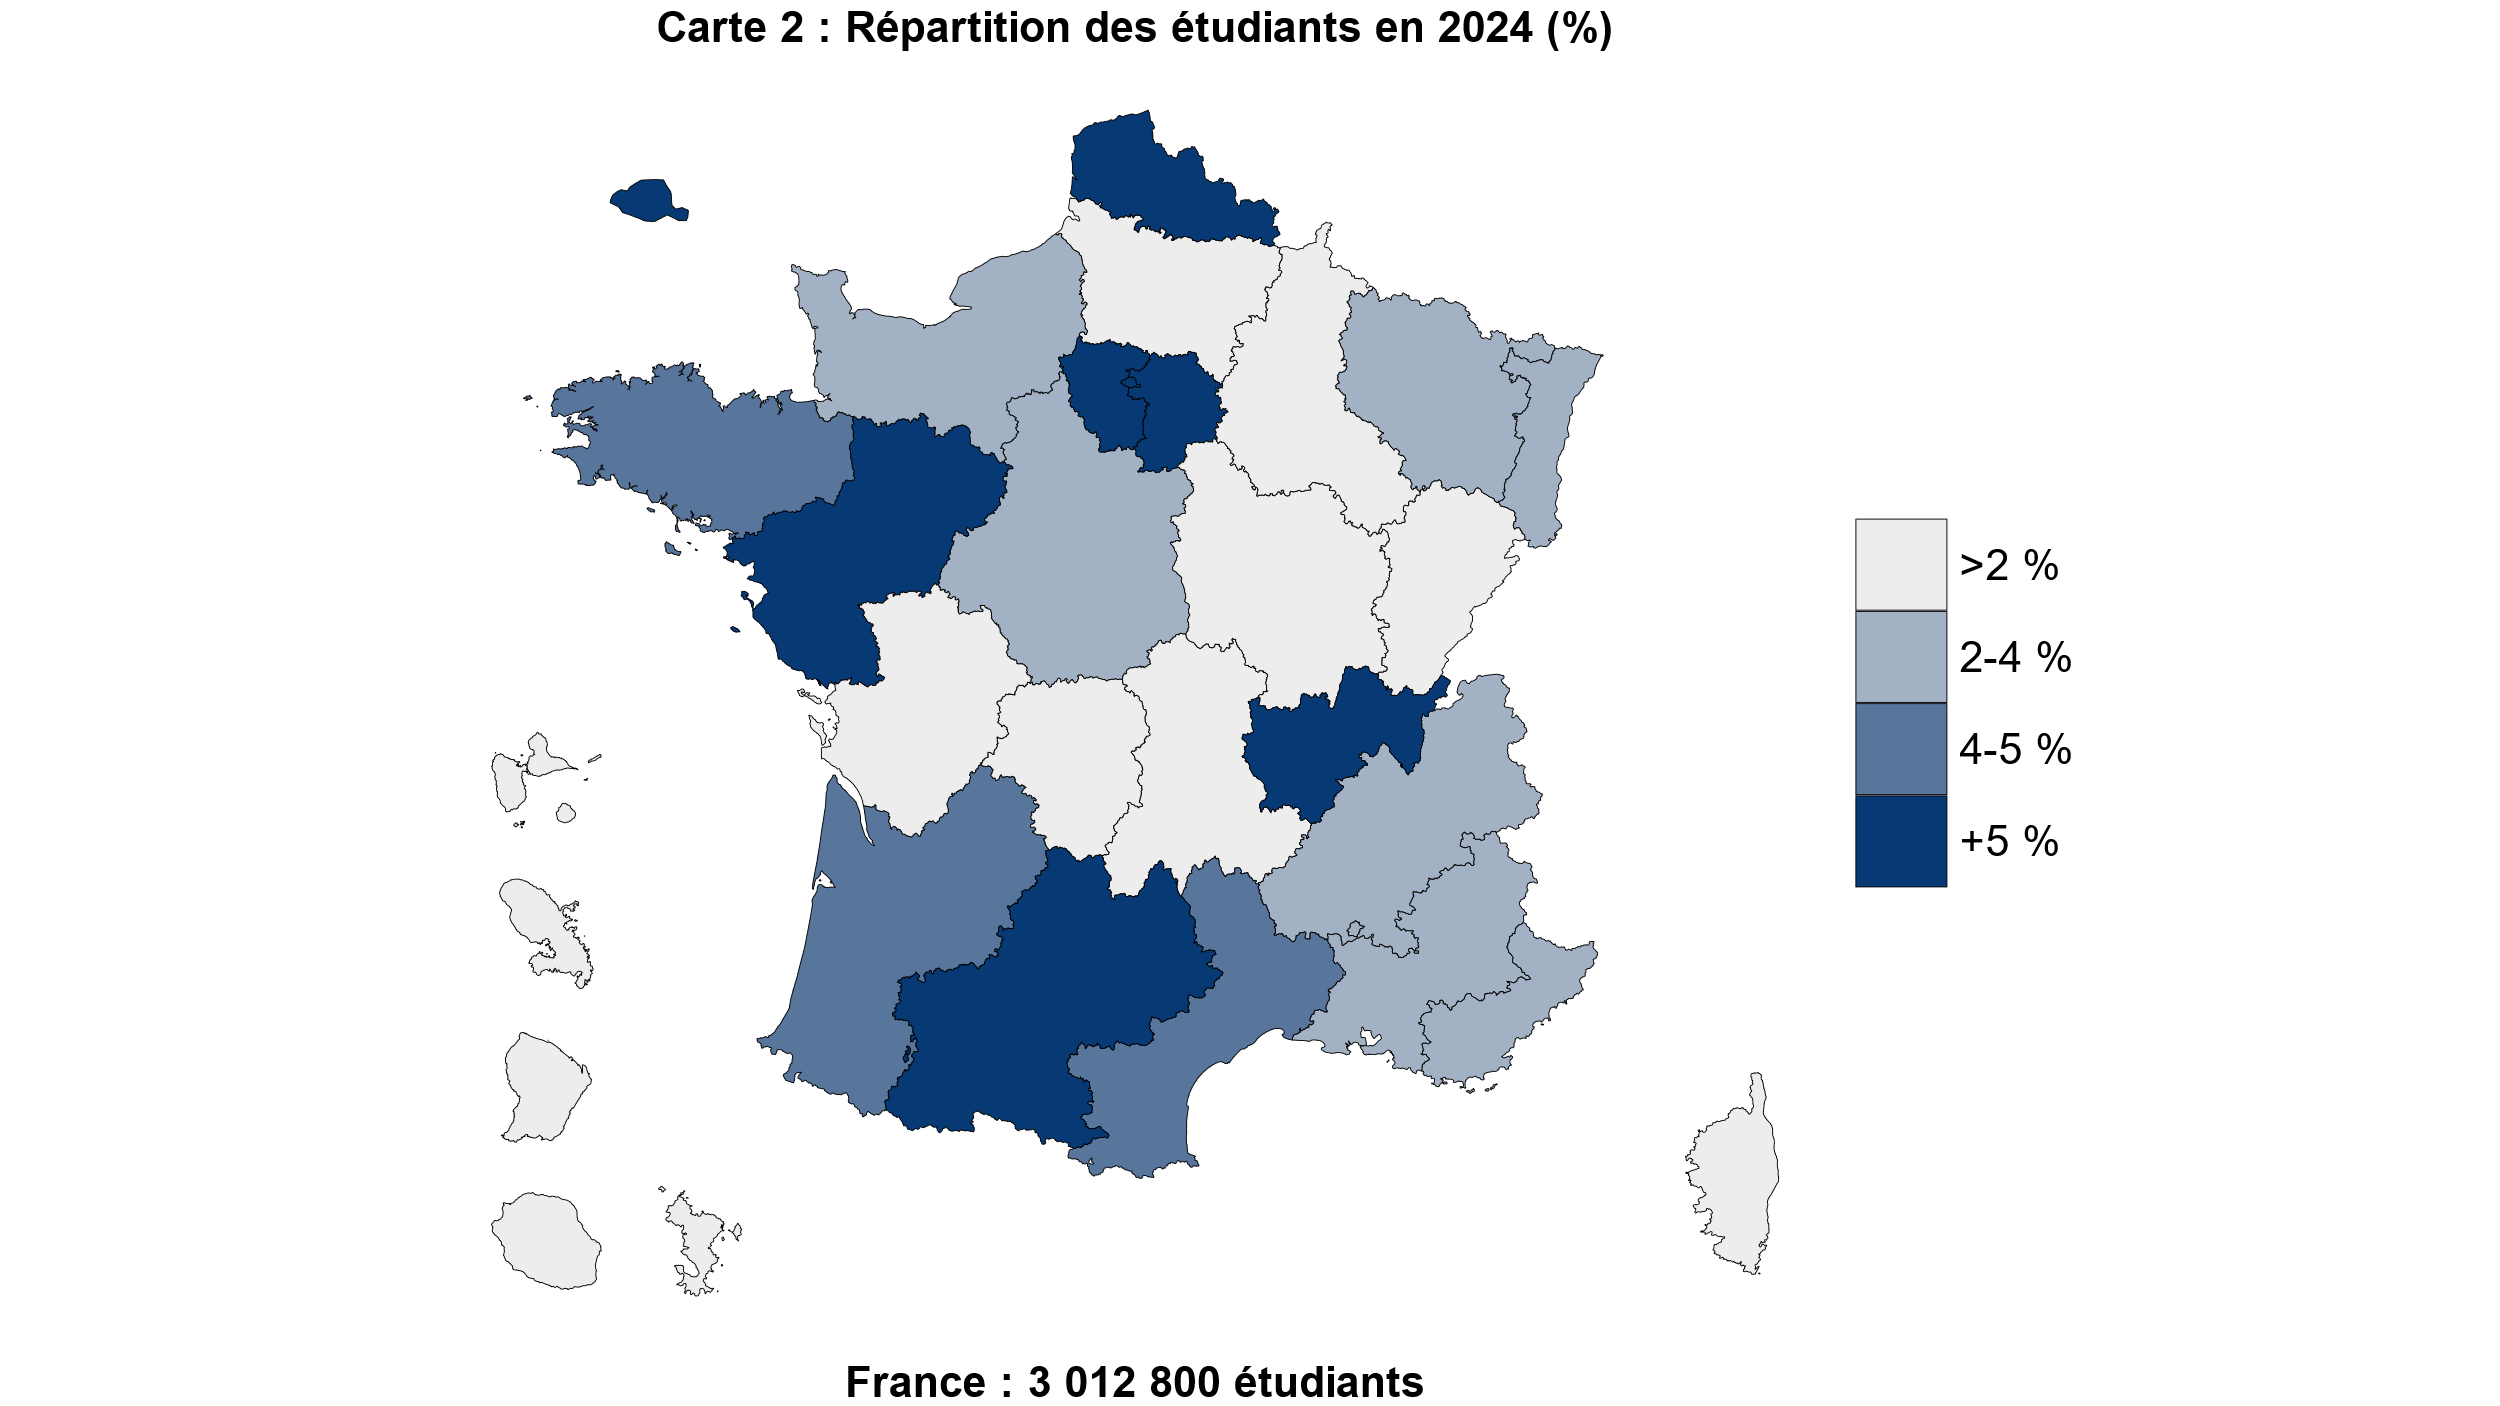 Carte 2 : Répartition des étudiants en 2024 (%)
>2 %
2-4 %
4-5 %
+5 %
France : 3 012 800 étudiants